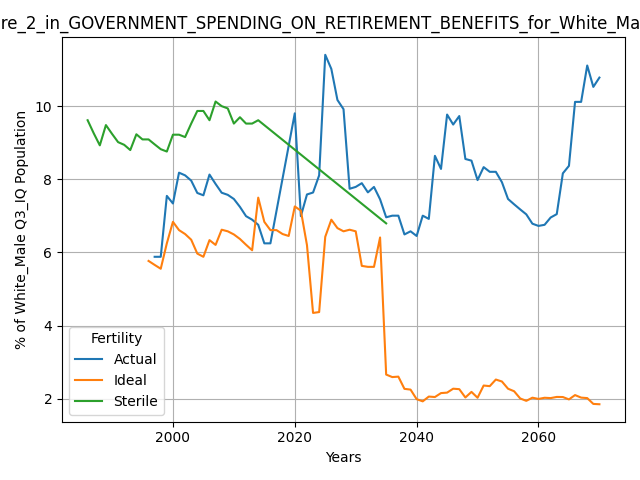 re_2_in_GOVERNMENT_SPENDING_ON_RETIREMENT_BENEFITS_for_White_Ma
% of White_Male Q3_IQ Population
10
8
6
4
2
Fertility
Actual
Ideal
Sterile
2000 2020 2040 2060
Years